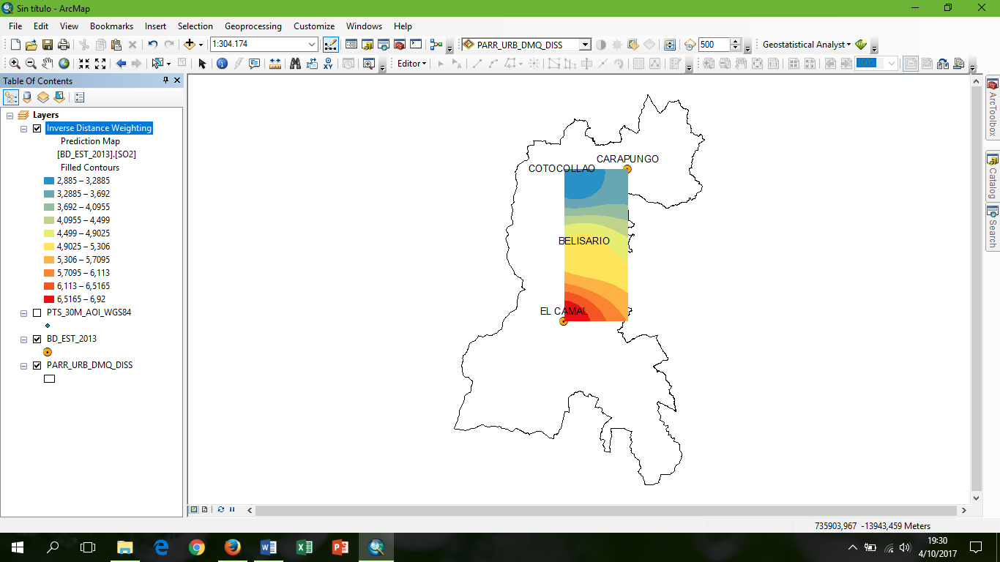 Sin título - ArcMap
File Edit View Bookmarks Insert Selection Geoprocessing Customize Windows Help
1:304.174
PARR_URB_DMQ_DISS
500
Geostatistical Analyst
Editor
100%
Table Of Contents
Layers
Inverse Distance Weighting
Prediction Map
[BD_EST_2013].[SO2]
Filled Contours
2,885 – 3,2885
3,2885 – 3,692
3,692 – 4,0955
4,0955 – 4,499
4,499 – 4,9025
4,9025 – 5,306
5,306 – 5,7095
5,7095 – 6,113
6,113 – 6,5165
6,5165 – 6,92
PTS_30M_AOI_WGS84
BD_EST_2013
PARR_URB_DMQ_DISS
CARAPUNGO
COTOCOLLAO
BELISARIO
EL CAMAL
ArcToolbox
Catalog
Search
735903,967 -13943,459 Meters
19:30
4/10/2017